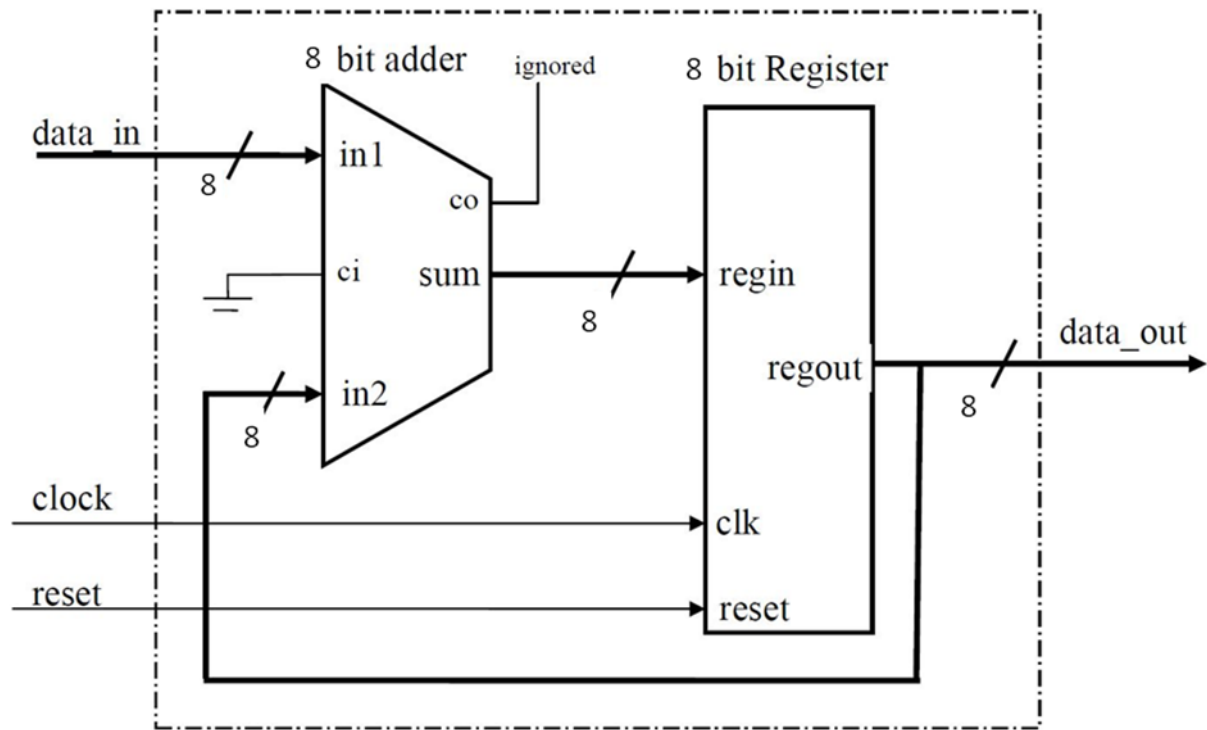 8 bit adder
ignored
8 bit Register
data_in
8
in1
co
ci
sum
8
regin
data_out
regout
8
in2
8
clock
clk
reset
reset